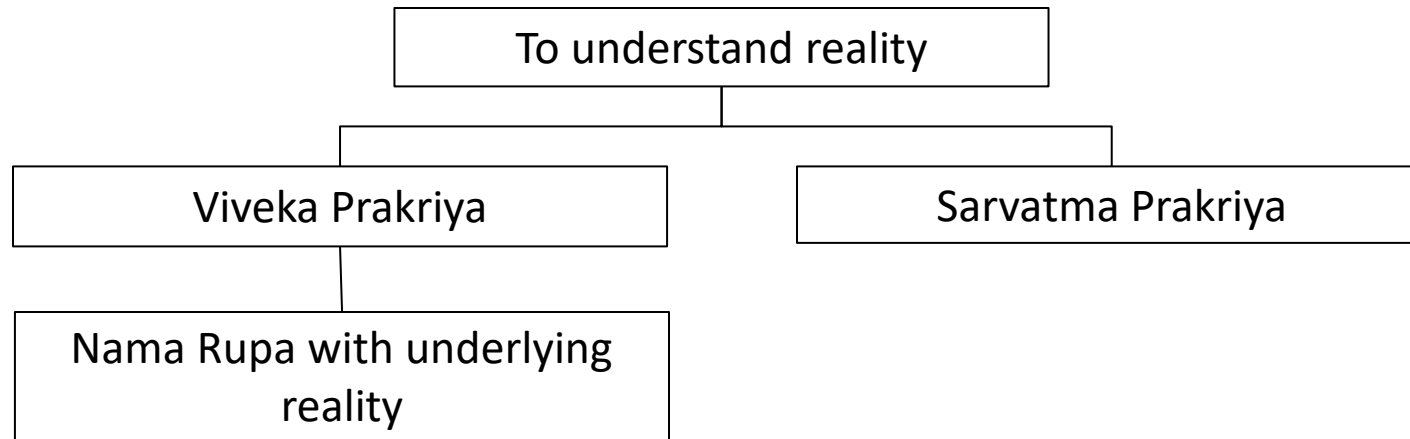 To understand reality
Viveka Prakriya
Sarvatma Prakriya
Nama Rupa with underlying
reality